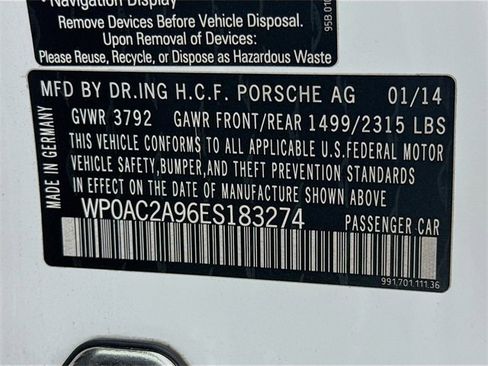 • Navigation Display
Remove Devices Before Vehicle Disposal.
Upon Removal of Devices:
Please Reuse, Recycle, or Dispose as Hazardous Waste
95B.010
MFD BY DR.ING H.C.F. PORSCHE AG 01/14
GVWR 3792 GAWR FRONT/REAR 1499/2315 LBS
THIS VEHICLE CONFORMS TO ALL APPLICABLE U.S.FEDERAL MOTOR
VEHICLE SAFETY,BUMPER,AND THEFT PREVENTION STANDARDS
IN EFFECT ON THE DATE OF MANUFACTURE SHOWN ABOVE.
WP0AC2A96ES183274 PASSENGER CAR
MADE IN GERMANY
991.701.111.36